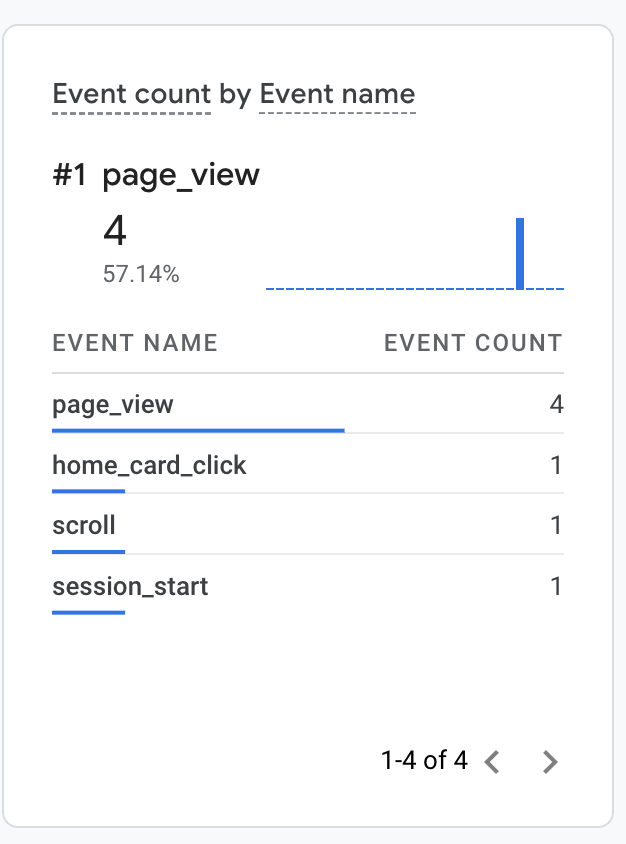 Event count by Event name
#1 page_view
4
57.14%
EVENT NAME EVENT COUNT
page_view 4
home_card_click 1
scroll 1
session_start 1
1-4 of 4